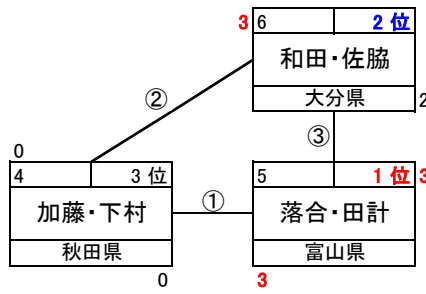 3 6 2 位
和田・佐脇
大分県 2
②
③
0
4 3 位
加藤・下村
秋田県
0
①
5 1 位 3
落合・田計
富山県
3